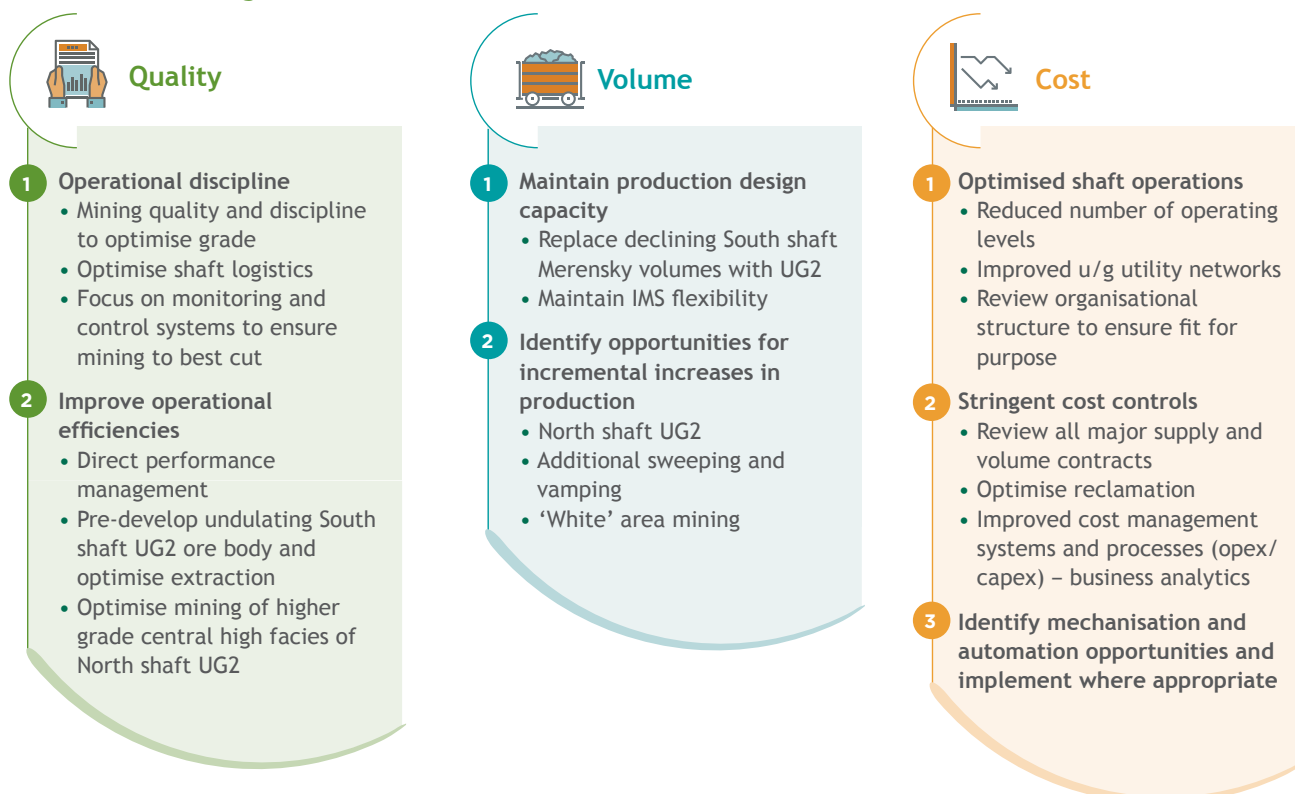 Quality
1 Operational discipline
• Mining quality and discipline
to optimise grade
• Optimise shaft logistics
• Focus on monitoring and
control systems to ensure
mining to best cut
2 Improve operational
efficiencies
• Direct performance
management
• Pre-develop undulating South
shaft UG2 ore body and
optimise extraction
• Optimise mining of higher
grade central high facies of
North shaft UG2
Volume
1 Maintain production design
capacity
• Replace declining South shaft
Merensky volumes with UG2
• Maintain IMS flexibility
2 Identify opportunities for
incremental increases in
production
• North shaft UG2
• Additional sweeping and
vamping
• ‘White’ area mining
Cost
1 Optimised shaft operations
• Reduced number of operating
levels
• Improved u/g utility networks
• Review organisational
structure to ensure fit for
purpose
2 Stringent cost controls
• Review all major supply and
volume contracts
• Optimise reclamation
• Improved cost management
systems and processes (opex/
capex) – business analytics
3 Identify mechanisation and
automation opportunities and
implement where appropriate